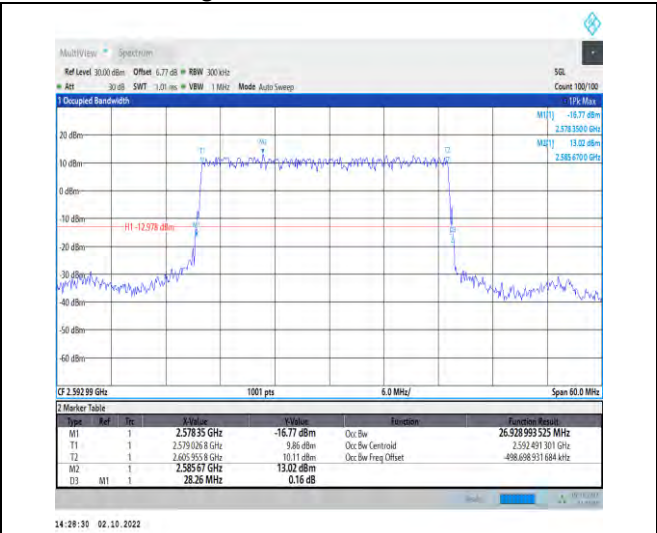 MultiView Spectrum
Ref Level 30.00 dBm Offset 6.77 dB RBW 300 kHz SGL
Att 30 dB SWT 1.01 ms VBW 1 MHz Mode Auto Sweep Count 100/100
1 Occupied Bandwidth 1Pk Max
M1[1] -16.77 dBm
2.578 3500 GHz
20 dBm
M2[1] 13.02 dBm
2.585 6700 GHz
M2
T1
T2
10 dBm
0 dBm
-10 dBm
H1 -12.978 dBm
-20 dBm
-30 dBm
-40 dBm
-50 dBm
-60 dBm
CF 2.592 99 GHz 1001 pts 6.0 MHz/ Span 60.0 MHz
2 Marker Table
Type Ref Trc X-Value Y-Value Function Function Result
M1 1 2.578 35 GHz -16.77 dBm Occ Bw 26.928 993 525 MHz
T1 1 2.579 026 8 GHz 9.86 dBm Occ Bw Centroid 2.592 491 301 GHz
T2 1 2.605 955 8 GHz 10.11 dBm Occ Bw Freq Offset -498.698 931 684 kHz
M2 1 2.585 67 GHz 13.02 dBm
D3 M1 1 28.26 MHz 0.16 dB
14:28:30 02.10.2022